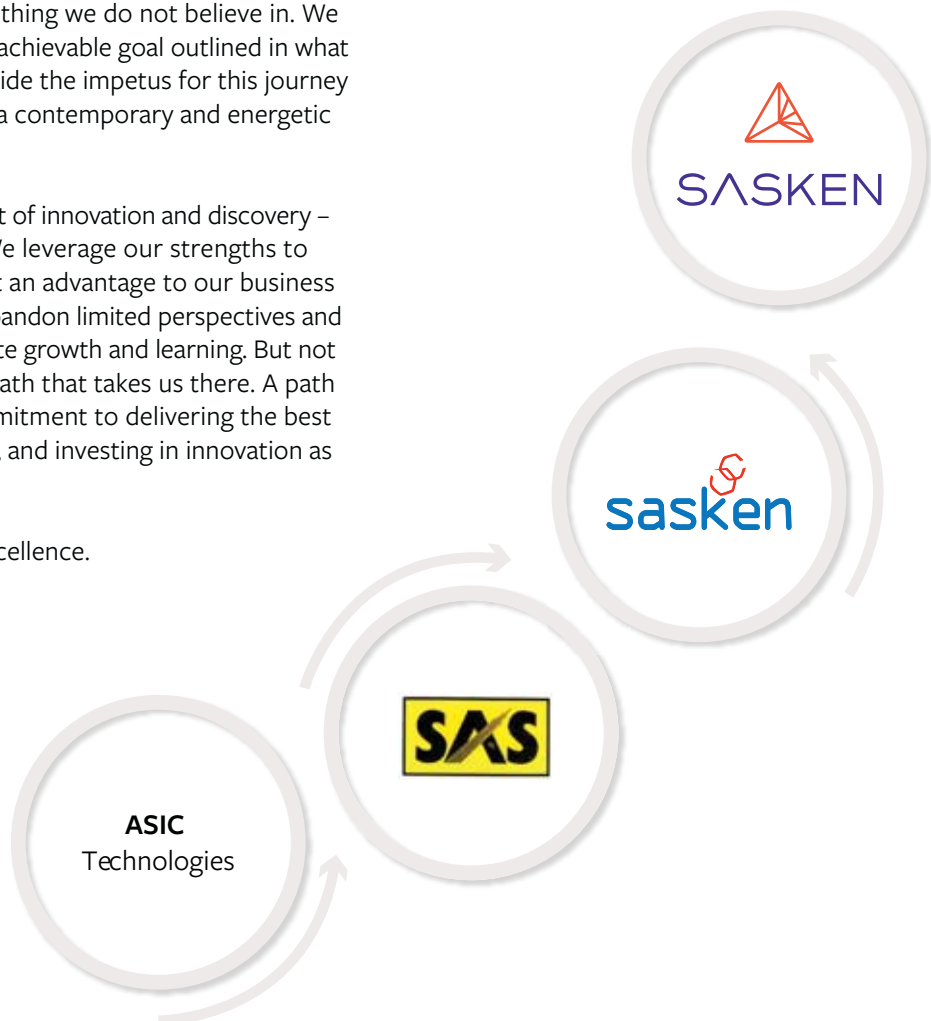 thing we do not believe in. We
achievable goal outlined in what
ide the impetus for this journey
a contemporary and energetic
t of innovation and discovery –
e leverage our strengths to
t an advantage to our business
andon limited perspectives and
te growth and learning. But not
ath that takes us there. A path
mitment to delivering the best
, and investing in innovation as
cellence.
SASKEN
sasken
SAS
ASIC
Technologies